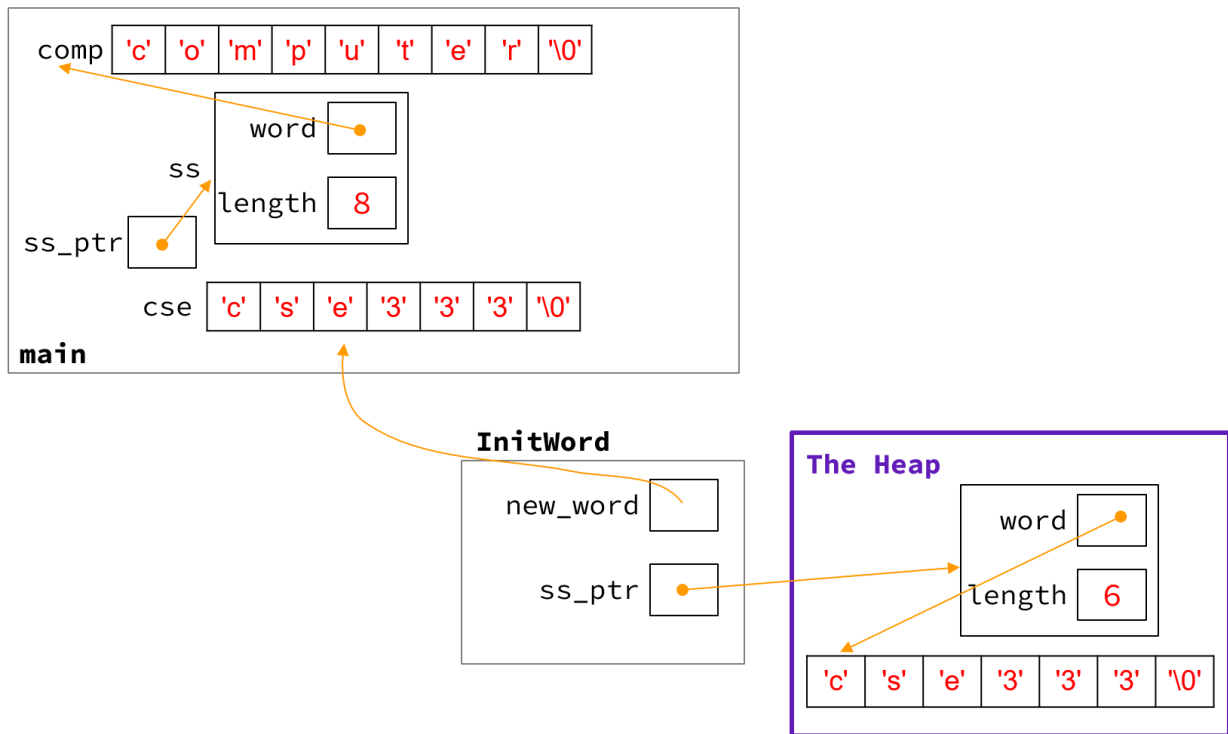 comp 'c' 'o' 'm' 'p' 'u' 't' 'e' 'r' '\0'
word
ss
length 8
ss_ptr
cse 'c' 's' 'e' '3' '3' '3' '\0'
main
InitWord
The Heap
new_word
word
ss_ptr
length 6
'c' 's' 'e' '3' '3' '3' '\0'